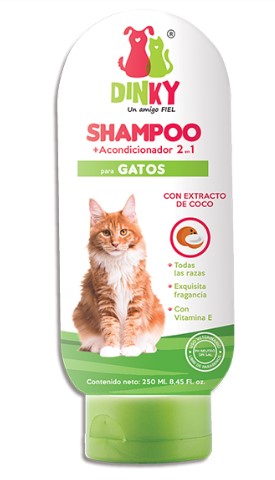 ®
DINKY
Un amigo FIEL
SHAMPOO
+Acondicionador 2 en 1
para GATOS
CON EXTRACTO
DE COCO
Todas
las razas
Exquisita
fragancia
Con
Vitamina E
Contenido neto: 250 Ml. 8.45 Fl. oz.